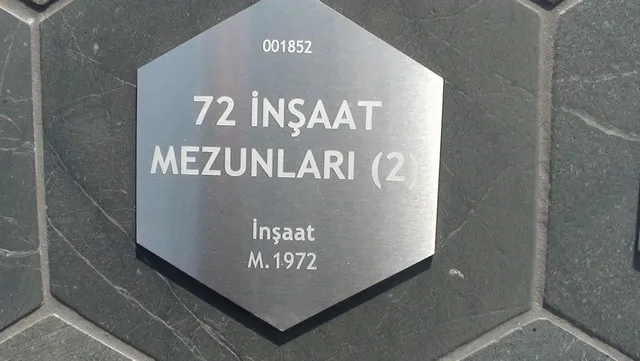 001852
72 İNŞAAT
MEZUNLARI (2)
İnşaat
M.1972